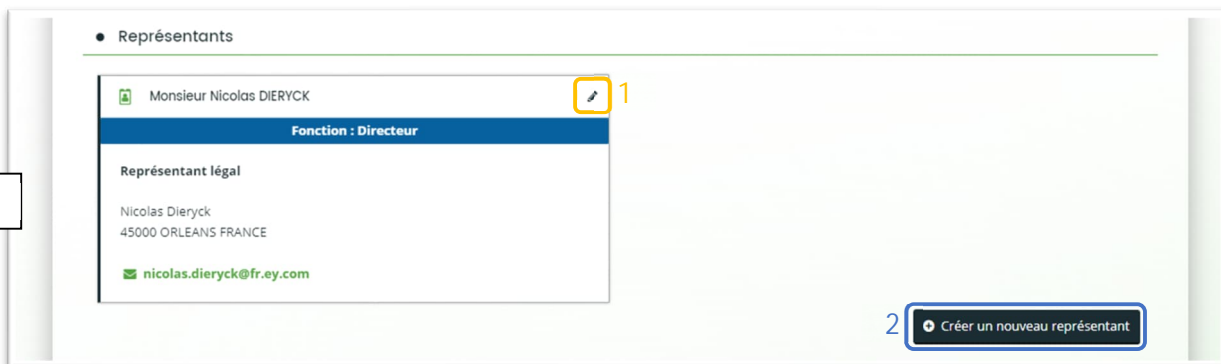 Représentants
Monsieur Nicolas DIERYCK
1
Fonction : Directeur
Représentant légal
Nicolas Dieryck
45000 ORLEANS FRANCE
nicolas.dieryck@fr.ey.com
2
Créer un nouveau représentant